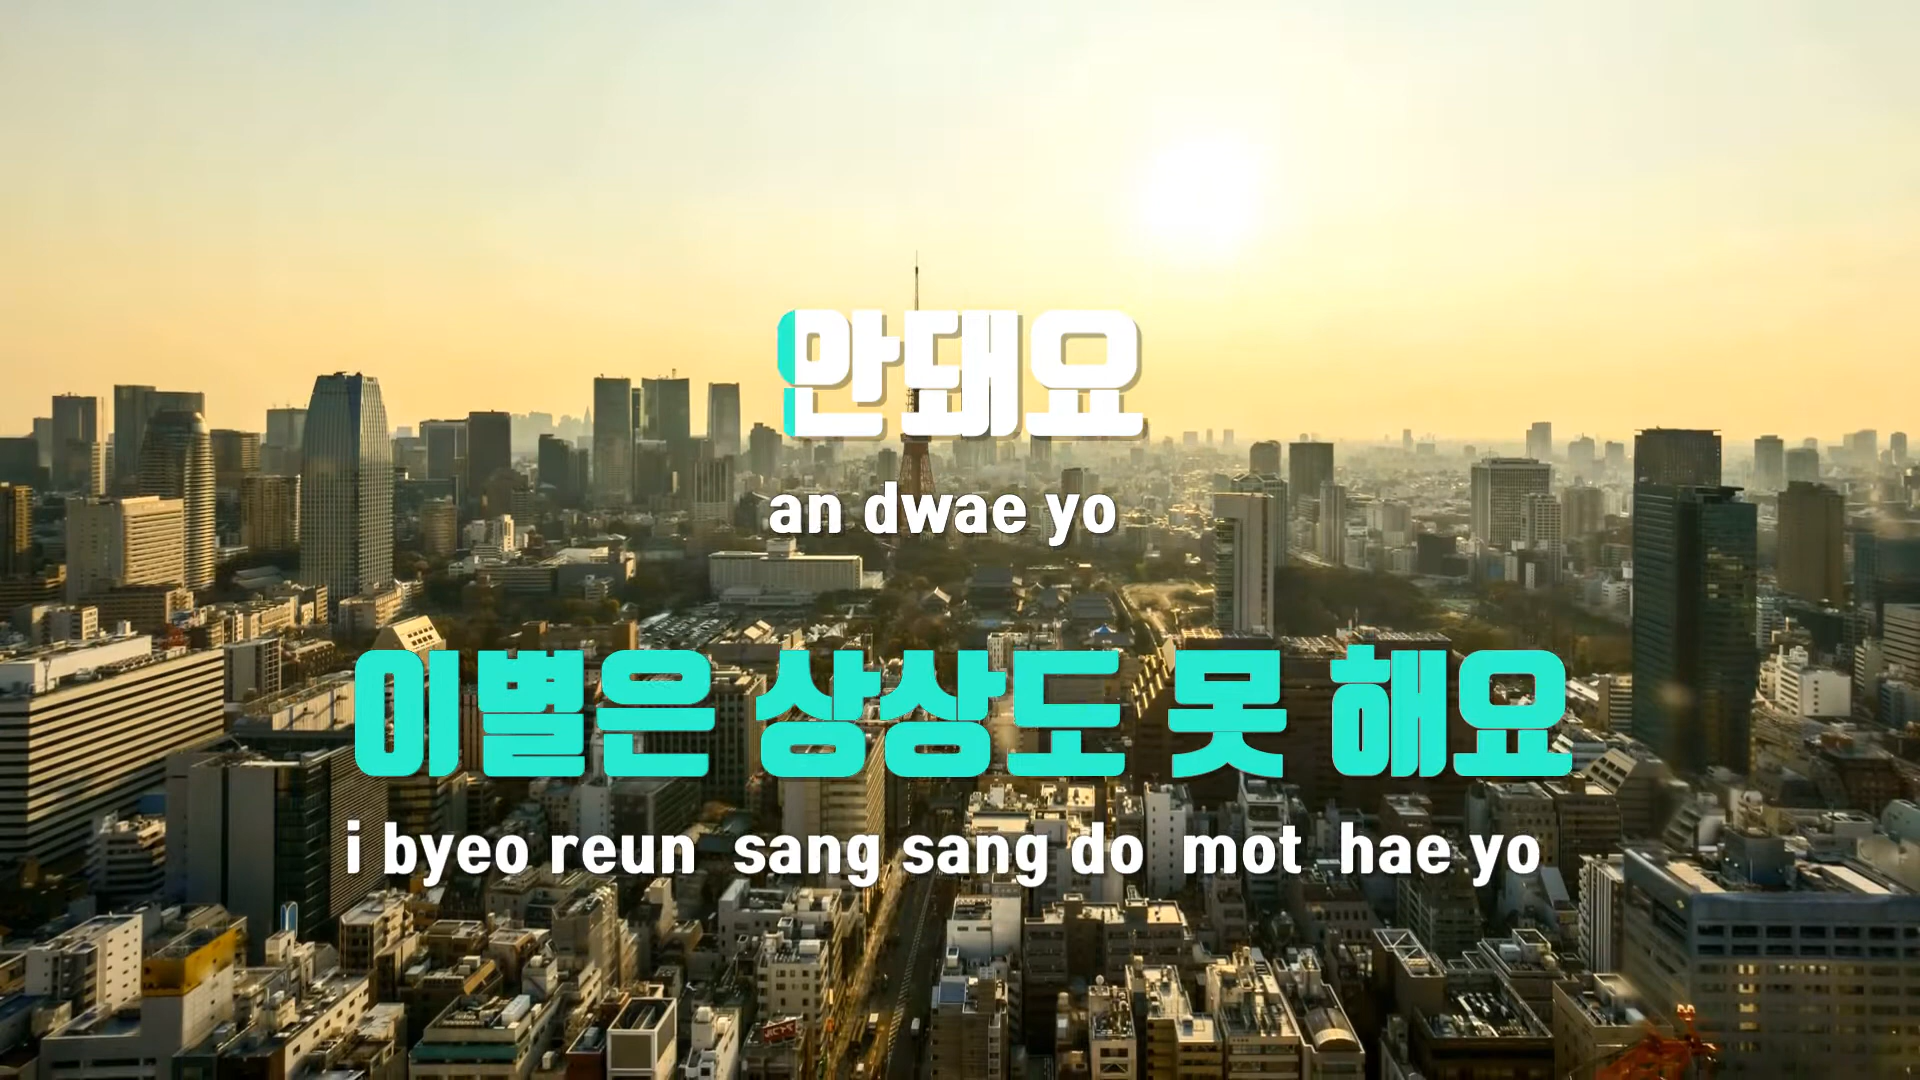 안돼요
an dwae yo
이별은 상상도 못 해요
i byeo reun sang sang do mot hae yo